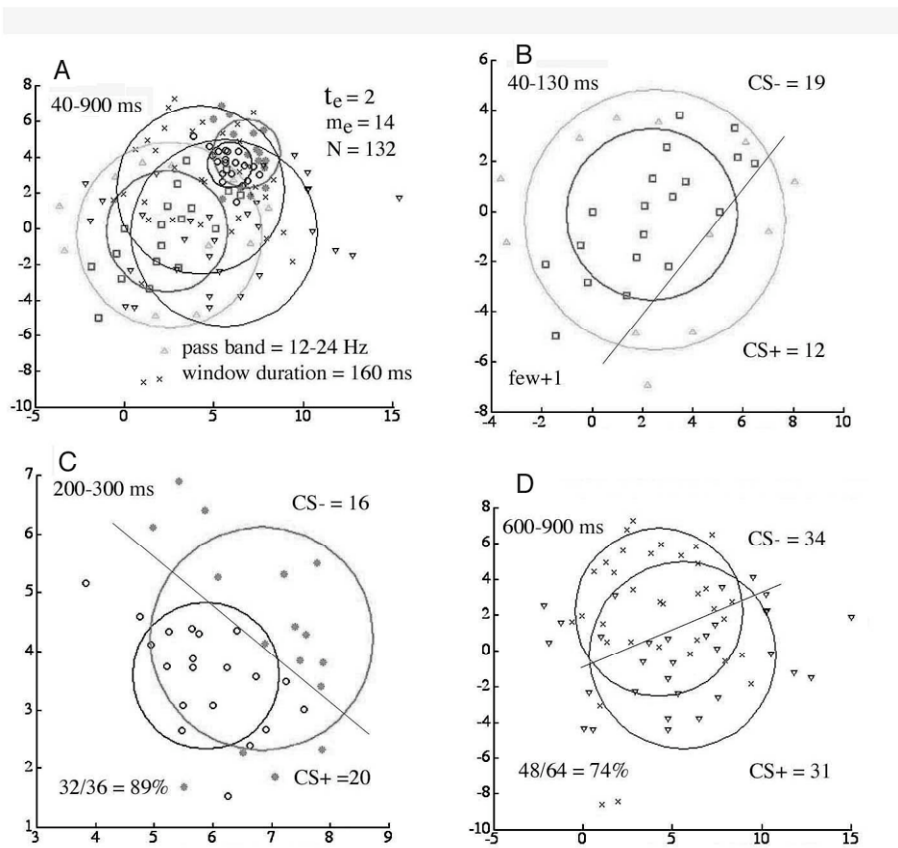 A
40-900 ms
te = 2
me = 14
N = 132
8
6
4
2
0
-2
-4
-6
-8
-10
pass band = 12-24 Hz
window duration = 160 ms
-5 0 5 10 15
B
40-130 ms
CS- = 19
6
4
2
0
-2
-4
-6
-8
CS+ = 12
few+1
-4 -2 0 2 4 6 8 10
C
200-300 ms
CS- = 16
7
6
5
4
3
2
1
32/36 = 89%
CS+ =20
3 4 5 6 7 8 9
D
600-900 ms
CS- = 34
8
6
4
2
0
-2
-4
-6
-8
-10
48/64 = 74%
CS+ = 31
-5 0 5 10 15